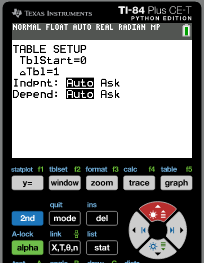 TEXAS INSTRUMENTS TI-84 Plus CE-T
PYTHON EDITION
NORMAL FLOAT AUTO REAL RADIAN MP
TABLE SETUP
TblStart=0
△Tbl=1
Indpnt: Auto Ask
Depend: Auto Ask
statplot f1 tblset f2 format f3 calc f4 table f5
y= window zoom trace graph
quit ins
2nd mode del
A-lock link list
alpha X,T,θ,n stat